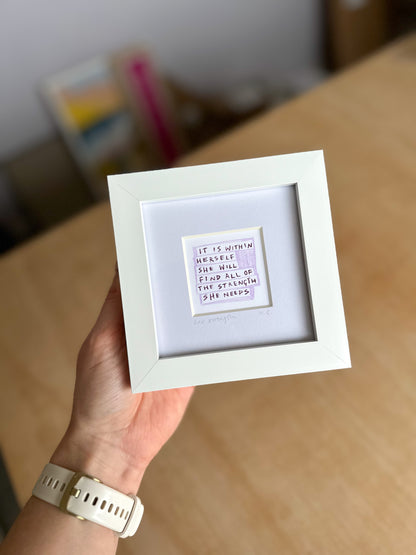 IT IS WITHIN
HERSELF
SHE WILL
FIND ALL OF
THE STRENGTH
SHE NEEDS